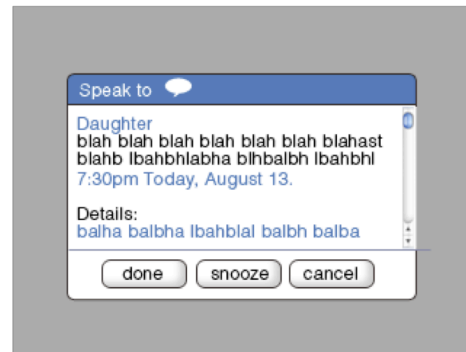 Speak to
Daughter
blah blah blah blah blah blah blahast
blahb lbahbhlabha blhbalbh lbahbhl
7:30pm Today, August 13.
Details:
balha balbha lbahblal balbh balba
done
snooze
cancel